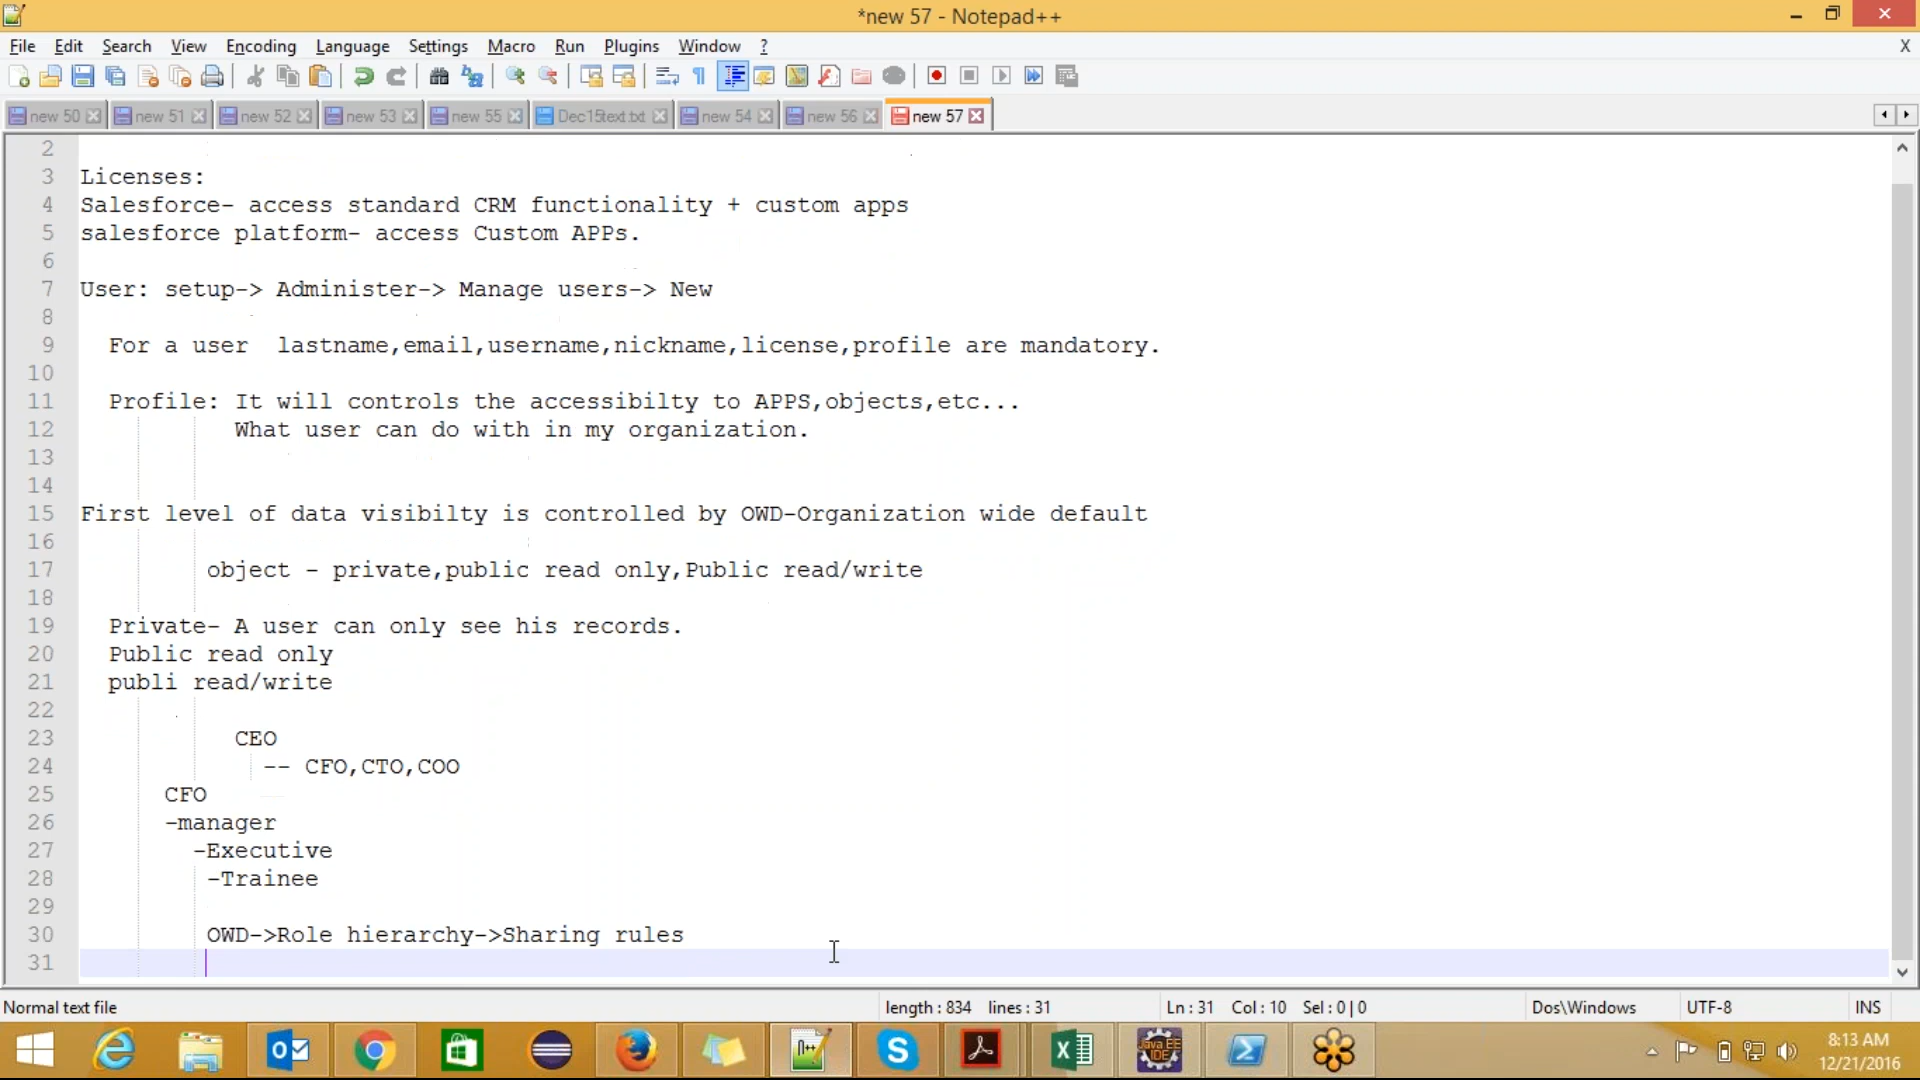 *new 57 - Notepad++
File Edit Search View Encoding Language Settings Macro Run Plugins Window ? X
new 50 new 51 new 52 new 53 new 55 Dec15text.txt new 54 new 56 new 57
2
3 Licenses:
4 Salesforce- access standard CRM functionality + custom apps
5 salesforce platform- access Custom APPs.
6
7 User: setup-> Administer-> Manage users-> New
8
9 For a user lastname,email,username,nickname,license,profile are mandatory.
10
11 Profile: It will controls the accessibilty to APPS,objects,etc...
12 What user can do with in my organization.
13
14
15 First level of data visibilty is controlled by OWD-Organization wide default
16
17 object - private,public read only,Public read/write
18
19 Private- A user can only see his records.
20 Public read only
21 publi read/write
22
23 CEO
24 -- CFO,CTO,COO
25 CFO
26 -manager
27 -Executive
28 -Trainee
29
30 OWD->Role hierarchy->Sharing rules
31
Normal text file length : 834 lines : 31 Ln : 31 Col : 10 Sel : 0 | 0 Dos\Windows UTF-8 INS
8:13 AM
12/21/2016